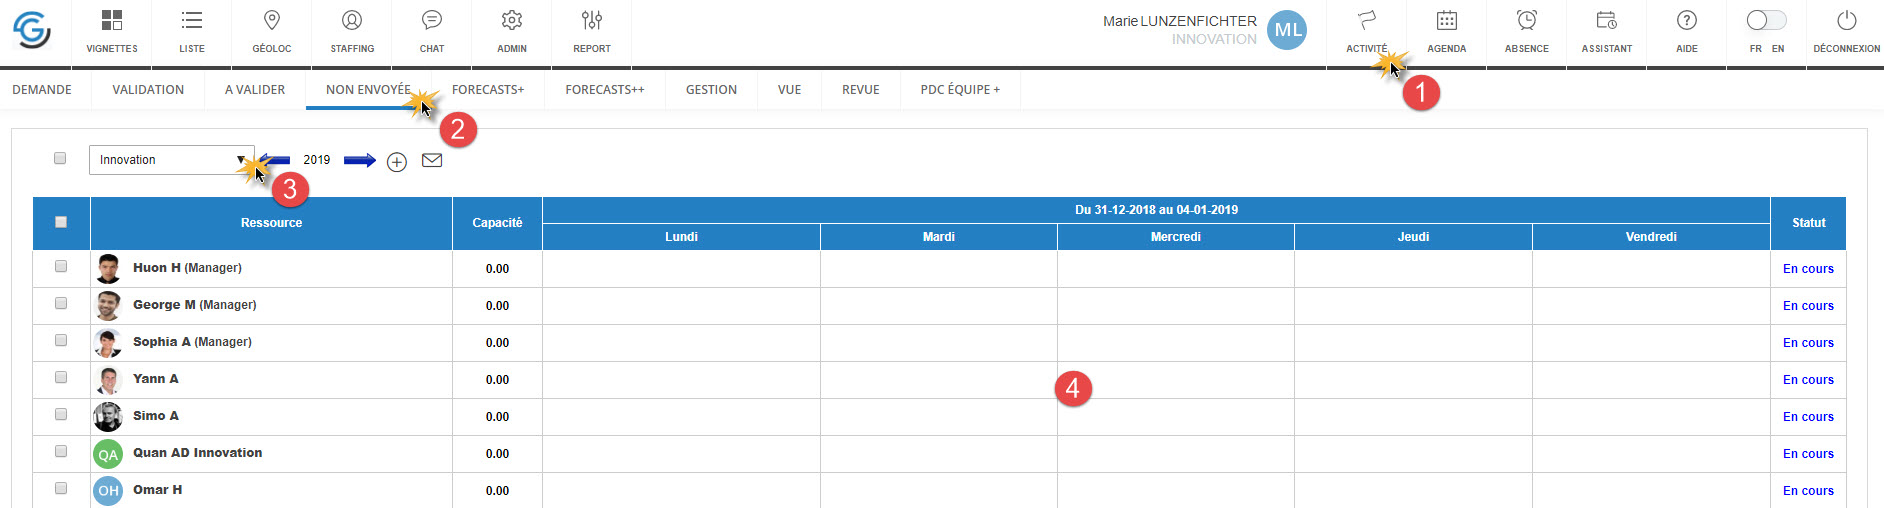 Marie LUNZENFICHTER
INNOVATION
ML
VIGNETTES LISTE GÉOLOC STAFFING CHAT ADMIN REPORT ACTIVITÉ AGENDA ABSENCE ASSISTANT AIDE FR EN DÉCONNEXION
1
DEMANDE VALIDATION A VALIDER NON ENVOYÉE FORECASTS+ FORECASTS++ GESTION VUE REVUE PDC ÉQUIPE +
2
Innovation 2019
3
Ressource Capacité Du 31-12-2018 au 04-01-2019 Statut
Lundi Mardi Mercredi Jeudi Vendredi
Huon H (Manager) 0.00 En cours
George M (Manager) 0.00 En cours
Sophia A (Manager) 0.00 En cours
Yann A 0.00 En cours
4
Simo A 0.00 En cours
QA Quan AD Innovation 0.00 En cours
OH Omar H 0.00 En cours